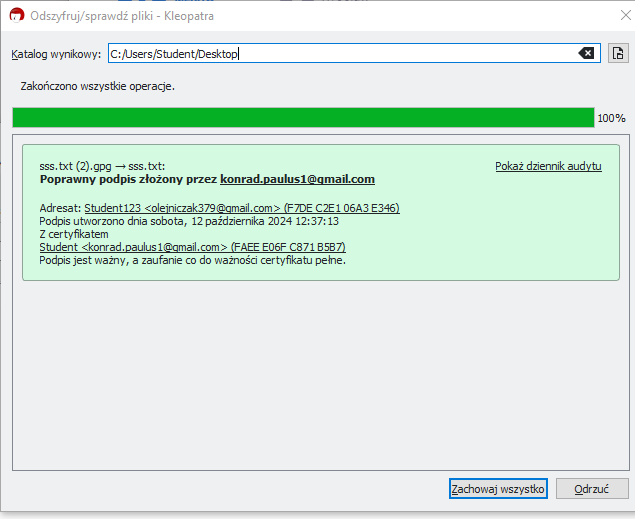 Odszyfruj/sprawdź pliki - Kleopatra
Katalog wynikowy: C:/Users/Student/Desktop
Zakończono wszystkie operacje.
100%
sss.txt (2).gpg → sss.txt: Pokaż dziennik audytu
Poprawny podpis złożony przez konrad.paulus1@gmail.com
Adresat: Student123 <olejniczak379@gmail.com> (F7DE C2E1 06A3 E346)
Podpis utworzono dnia sobota, 12 października 2024 12:37:13
Z certyfikatem
Student <konrad.paulus1@gmail.com> (FAEE E06F C871 B5B7)
Podpis jest ważny, a zaufanie co do ważności certyfikatu pełne.
Zachowaj wszystko Odrzuć